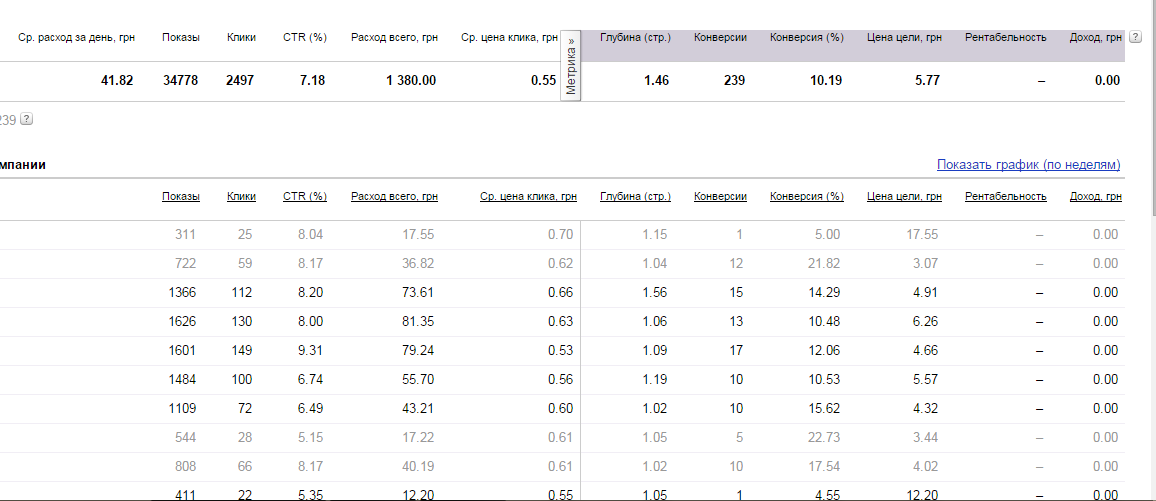 Ср. расход за день, грн Показы Клики CTR (%) Расход всего, грн Ср. цена клика, грн Метрика » Глубина (стр.) Конверсии Конверсия (%) Цена цели, грн Рентабельность Доход, грн ?
41.82 34778 2497 7.18 1 380.00 0.55 1.46 239 10.19 5.77 – 0.00
239 ?
мпании Показать график (по неделям)
Показы Клики CTR (%) Расход всего, грн Ср. цена клика, грн Глубина (стр.) Конверсии Конверсия (%) Цена цели, грн Рентабельность Доход, грн
311 25 8.04 17.55 0.70 1.15 1 5.00 17.55 – 0.00
722 59 8.17 36.82 0.62 1.04 12 21.82 3.07 – 0.00
1366 112 8.20 73.61 0.66 1.56 15 14.29 4.91 – 0.00
1626 130 8.00 81.35 0.63 1.06 13 10.48 6.26 – 0.00
1601 149 9.31 79.24 0.53 1.09 17 12.06 4.66 – 0.00
1484 100 6.74 55.70 0.56 1.19 10 10.53 5.57 – 0.00
1109 72 6.49 43.21 0.60 1.02 10 15.62 4.32 – 0.00
544 28 5.15 17.22 0.61 1.05 5 22.73 3.44 – 0.00
808 66 8.17 40.19 0.61 1.02 10 17.54 4.02 – 0.00
411 22 5.35 12.20 0.55 1.05 1 4.55 12.20 – 0.00